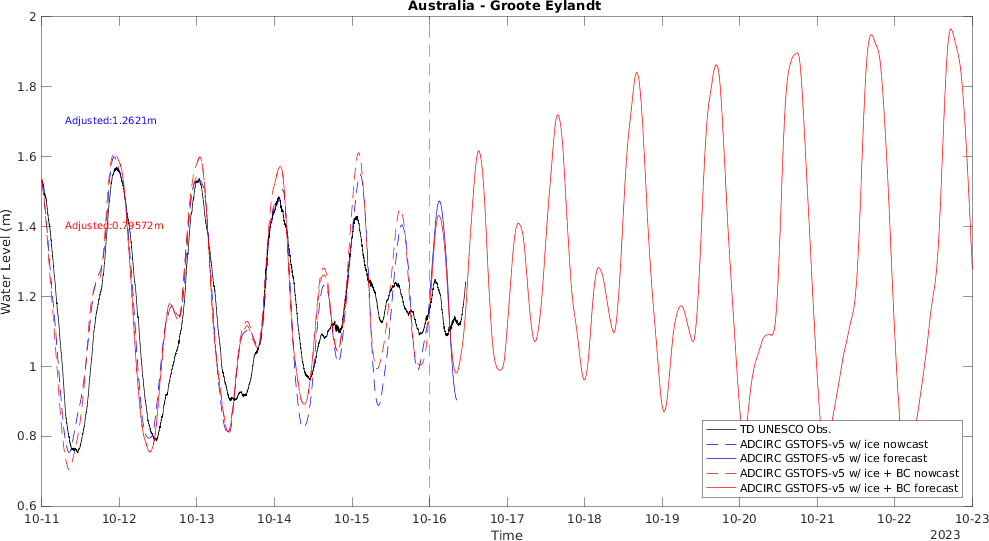 Australia - Groote Eylandt
Water Level (m)
2
1.8
1.6
1.4
1.2
1
0.8
0.6
Adjusted:1.2621m
Adjusted:0.79572m
TD UNESCO Obs.
ADCIRC GSTOFS-v5 w/ ice nowcast
ADCIRC GSTOFS-v5 w/ ice forecast
ADCIRC GSTOFS-v5 w/ ice + BC nowcast
ADCIRC GSTOFS-v5 w/ ice + BC forecast
10-11 10-12 10-13 10-14 10-15 10-16 10-17 10-18 10-19 10-20 10-21 10-22 10-23
Time
2023